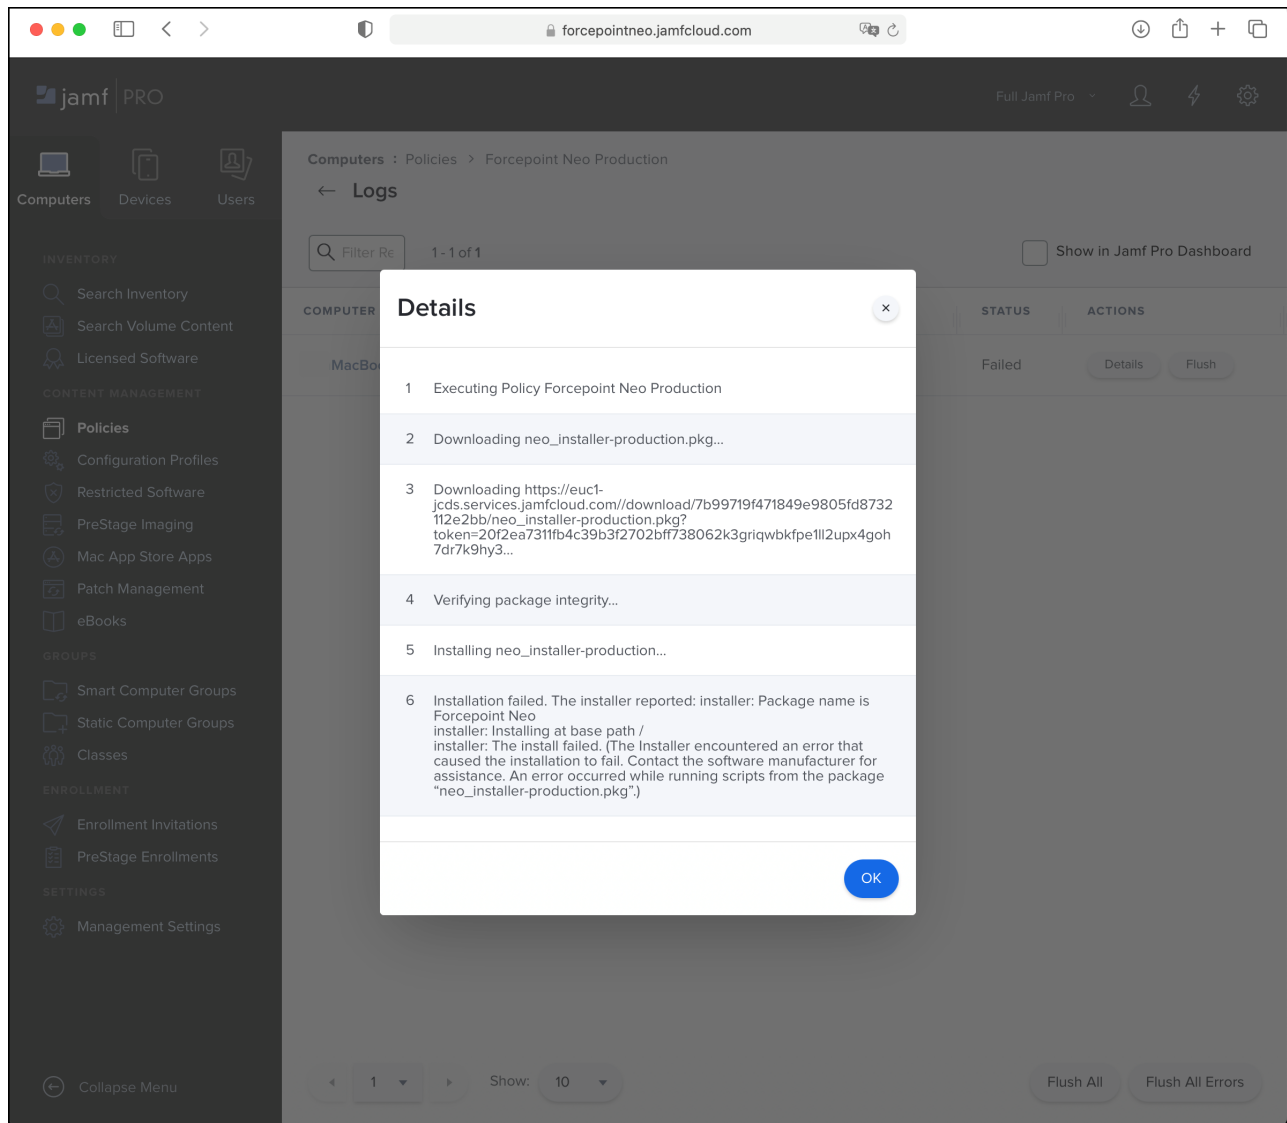 forcepointneo.jamfcloud.com
jamf PRO
Full Jamf Pro
Computers
Devices
Users
Computers : Policies > Forcepoint Neo Production
← Logs
Filter Re
1 - 1 of 1
Show in Jamf Pro Dashboard
INVENTORY
Search Inventory
Search Volume Content
Licensed Software
CONTENT MANAGEMENT
Policies
Configuration Profiles
Restricted Software
PreStage Imaging
Mac App Store Apps
Patch Management
eBooks
GROUPS
Smart Computer Groups
Static Computer Groups
Classes
ENROLLMENT
Enrollment Invitations
PreStage Enrollments
SETTINGS
Management Settings
Collapse Menu
COMPUTER
STATUS
ACTIONS
MacBo
Failed
Details
Flush
Details
1 Executing Policy Forcepoint Neo Production
2 Downloading neo_installer-production.pkg...
3 Downloading https://euc1-
jcds.services.jamfcloud.com//download/7b99719f471849e9805fd8732
112e2bb/neo_installer-production.pkg?
token=20f2ea7311fb4c39b3f2702bff738062k3griqwbkfpe1ll2upx4goh
7dr7k9hy3...
4 Verifying package integrity...
5 Installing neo_installer-production...
6 Installation failed. The installer reported: installer: Package name is
Forcepoint Neo
installer: Installing at base path /
installer: The install failed. (The Installer encountered an error that
caused the installation to fail. Contact the software manufacturer for
assistance. An error occurred while running scripts from the package
“neo_installer-production.pkg”.)
OK
1
Show: 10
Flush All
Flush All Errors